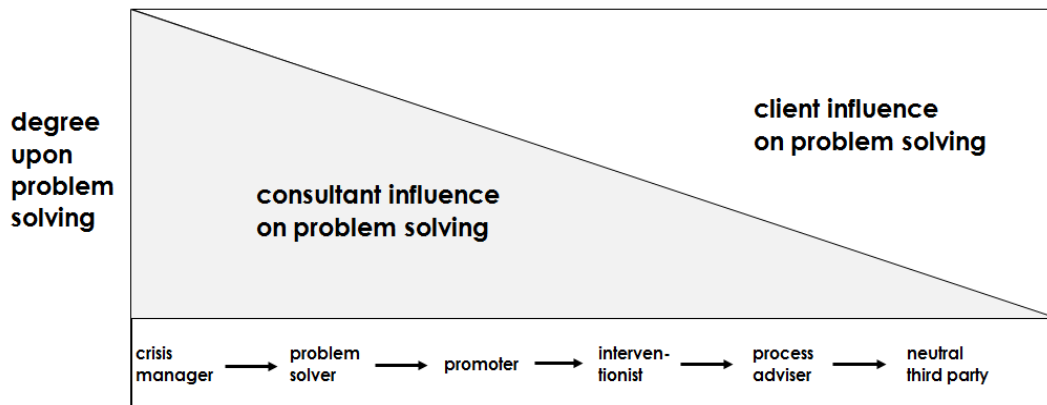 degree
upon
problem
solving
client influence
on problem solving
consultant influence
on problem solving
crisis
manager
problem
solver
promoter
interven-
tionist
process
adviser
neutral
third party